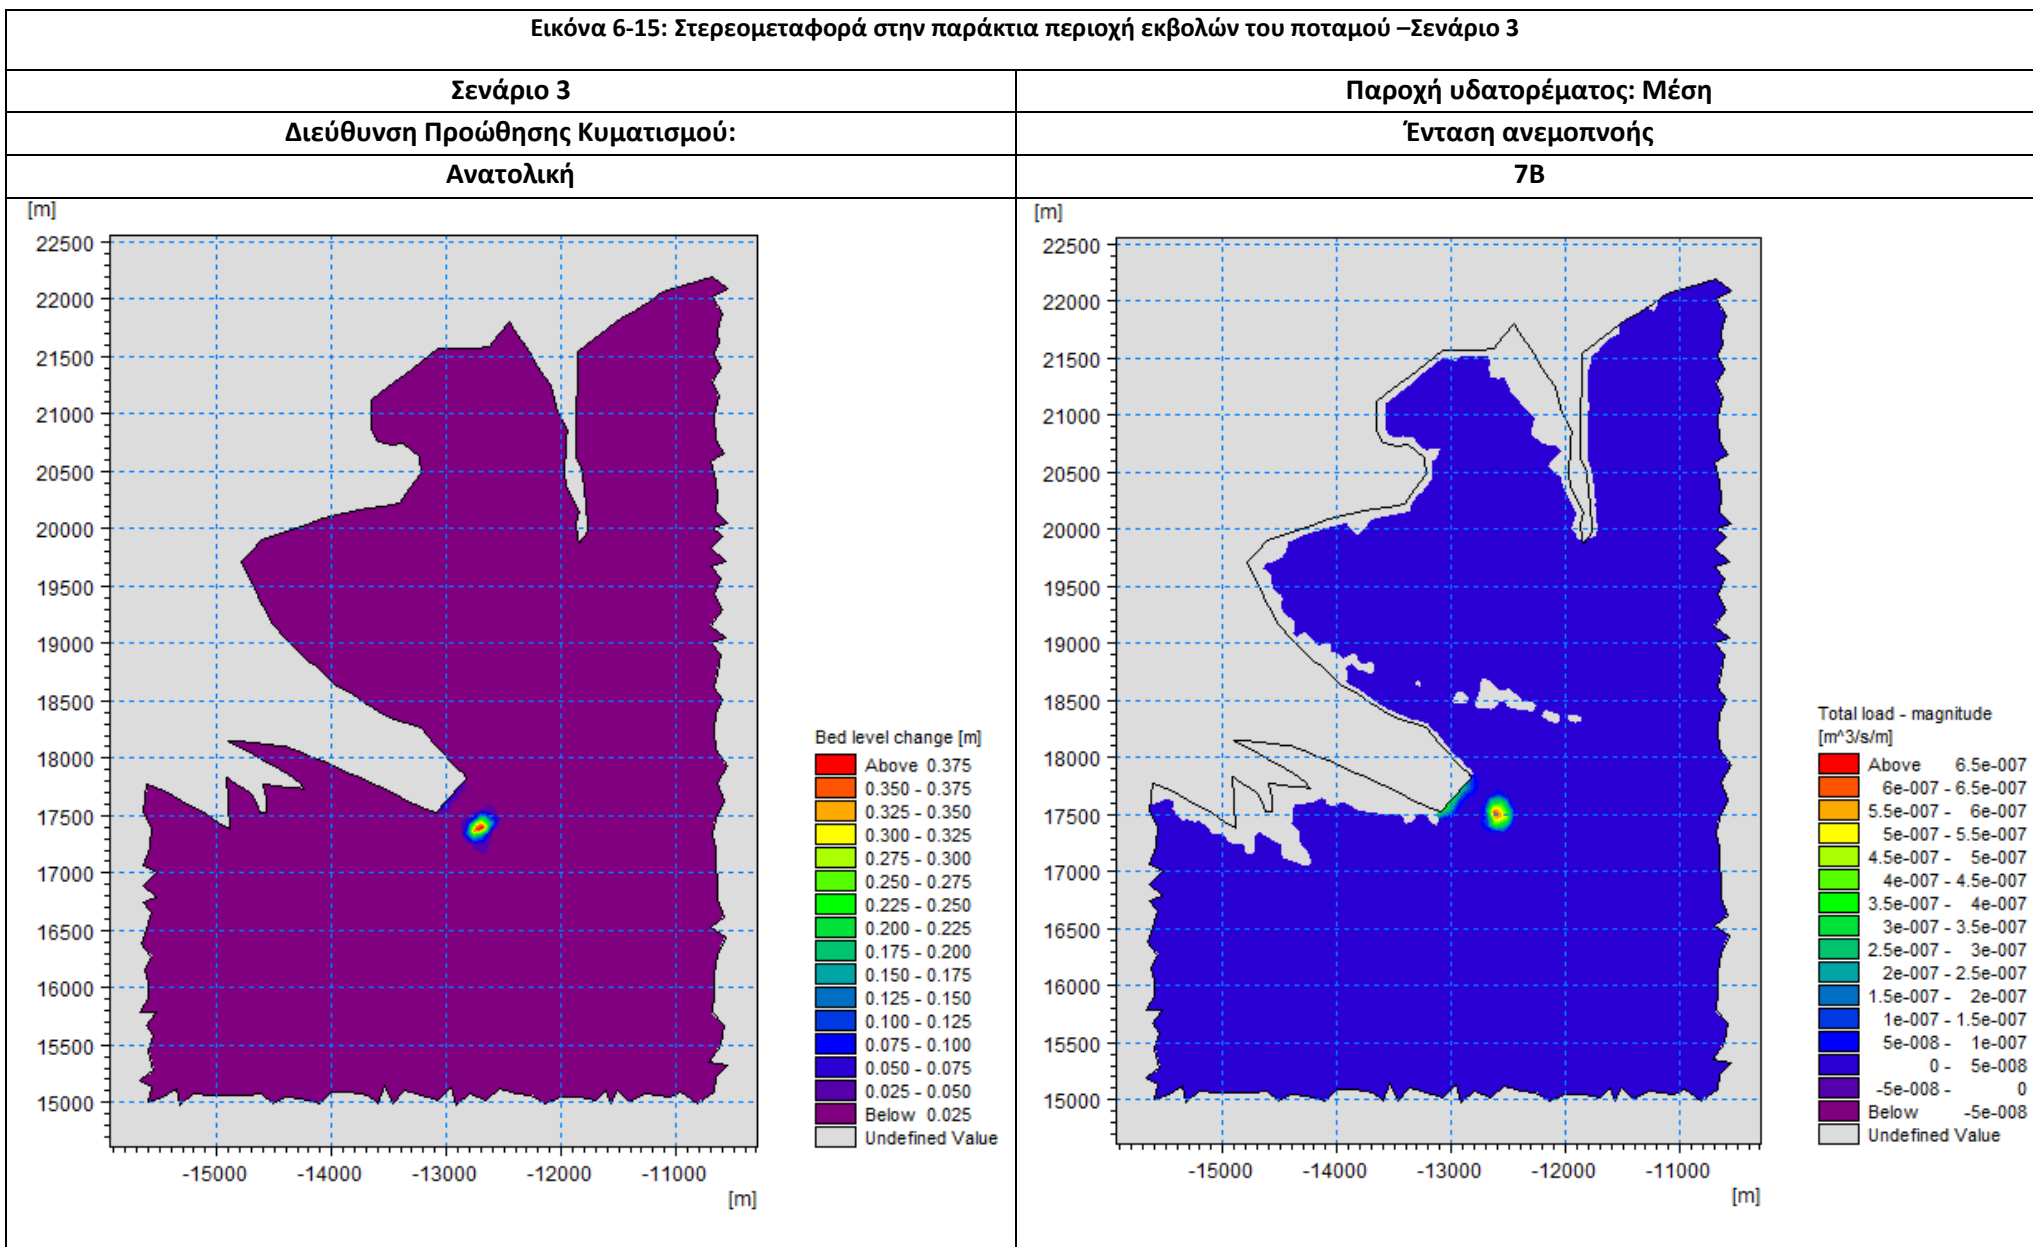 Εικόνα 6-15: Στερεομεταφορά στην παράκτια περιοχή εκβολών του ποταμού –Σενάριο 3
Σενάριο 3
Παροχή υδατορέματος: Μέση
Διεύθυνση Προώθησης Κυματισμού:
Ένταση ανεμοπνοής
Ανατολική
7Β
[m]
22500
22000
21500
21000
20500
20000
19500
19000
18500
18000
17500
17000
16500
16000
15500
15000
-15000
-14000
-13000
-12000
-11000
[m]
Bed level change [m]
Above 0.375
0.350 - 0.375
0.325 - 0.350
0.300 - 0.325
0.275 - 0.300
0.250 - 0.275
0.225 - 0.250
0.200 - 0.225
0.175 - 0.200
0.150 - 0.175
0.125 - 0.150
0.100 - 0.125
0.075 - 0.100
0.050 - 0.075
0.025 - 0.050
Below 0.025
Undefined Value
[m]
22500
22000
21500
21000
20500
20000
19500
19000
18500
18000
17500
17000
16500
16000
15500
15000
-15000
-14000
-13000
-12000
-11000
[m]
Total load - magnitude
[m^3/s/m]
Above 6.5e-007
6e-007 - 6.5e-007
5.5e-007 - 6e-007
5e-007 - 5.5e-007
4.5e-007 - 5e-007
4e-007 - 4.5e-007
3.5e-007 - 4e-007
3e-007 - 3.5e-007
2.5e-007 - 3e-007
2e-007 - 2.5e-007
1.5e-007 - 2e-007
1e-007 - 1.5e-007
5e-008 - 1e-007
0 - 5e-008
-5e-008 - 0
Below -5e-008
Undefined Value